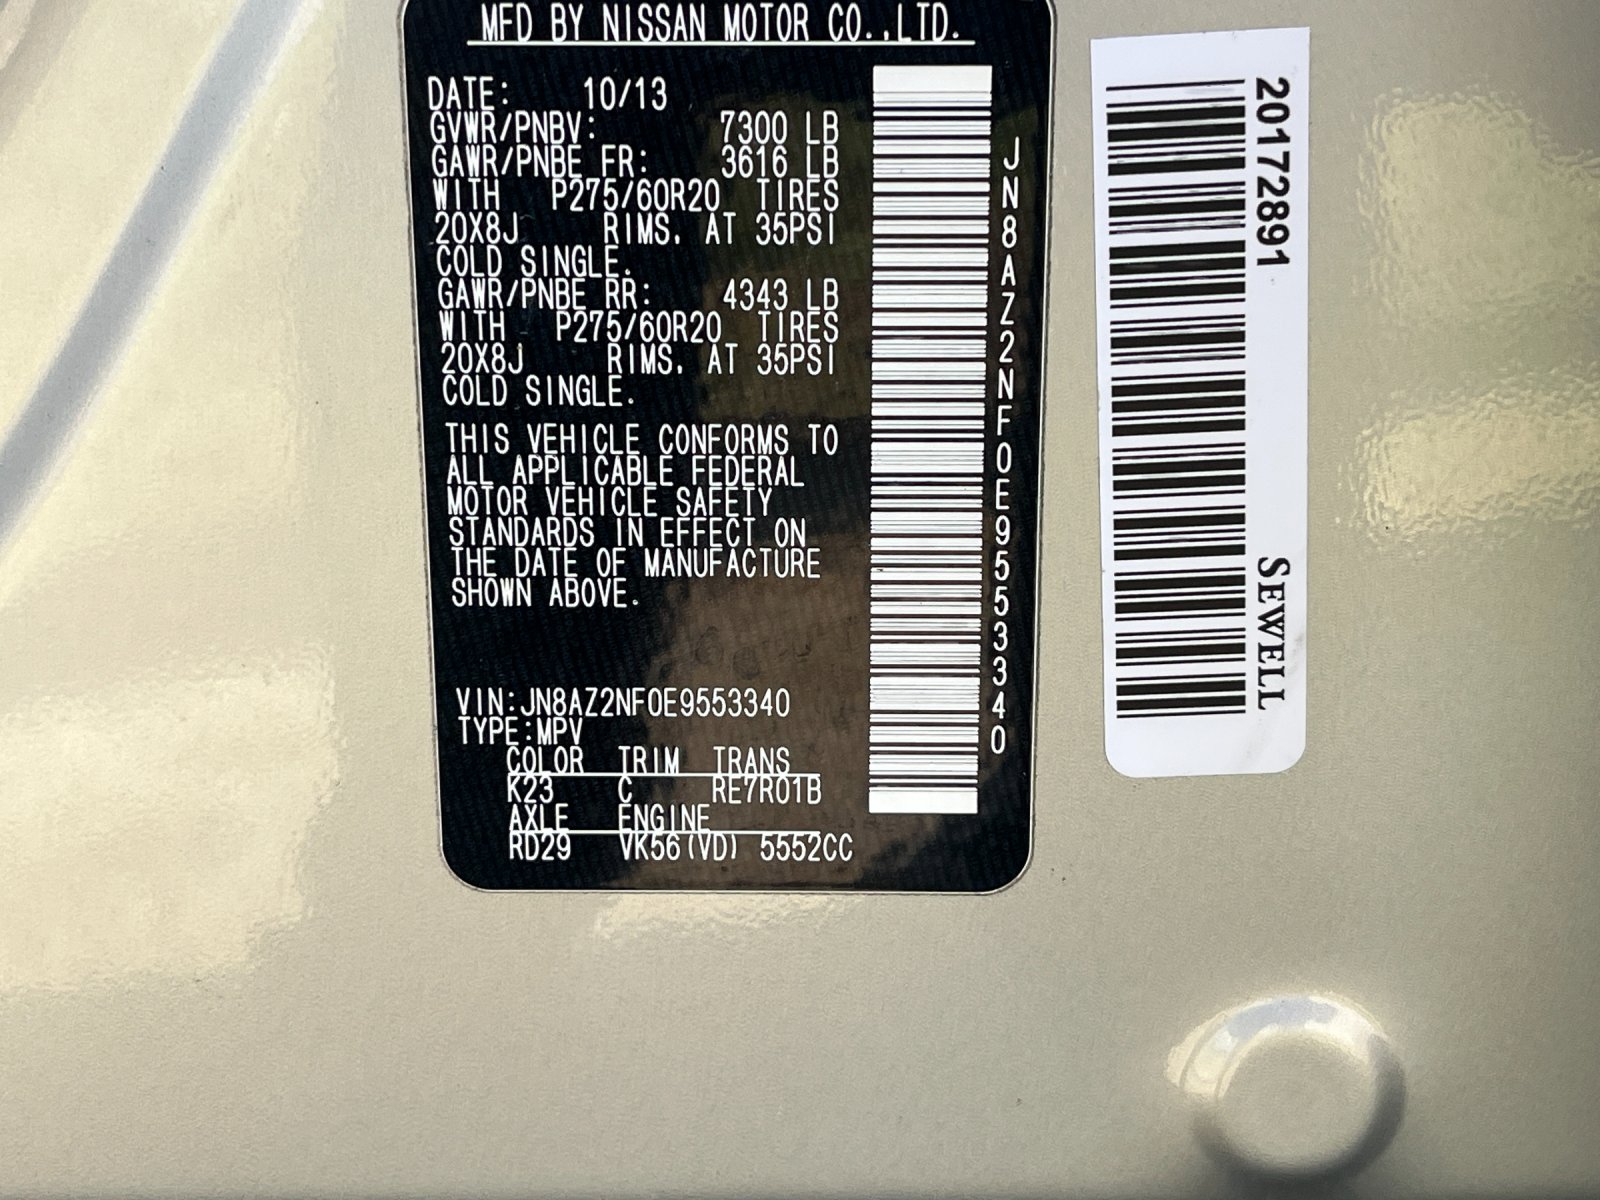 MFD BY NISSAN MOTOR CO.,LTD.
DATE: 10/13
GVWR/PNBV: 7300 LB
GAWR/PNBE FR: 3616 LB
WITH P275/60R20 TIRES
20X8J RIMS. AT 35PSI
COLD SINGLE.
GAWR/PNBE RR: 4343 LB
WITH P275/60R20 TIRES
20X8J RIMS. AT 35PSI
COLD SINGLE.
THIS VEHICLE CONFORMS TO
ALL APPLICABLE FEDERAL
MOTOR VEHICLE SAFETY
STANDARDS IN EFFECT ON
THE DATE OF MANUFACTURE
SHOWN ABOVE.
VIN:JN8AZ2NF0E9553340
TYPE:MPV
COLOR TRIM TRANS
K23 C RE7R01B
AXLE ENGINE
RD29 VK56(VD) 5552CC
JN8AZ2NF0E9553340
20172891 SEWELL